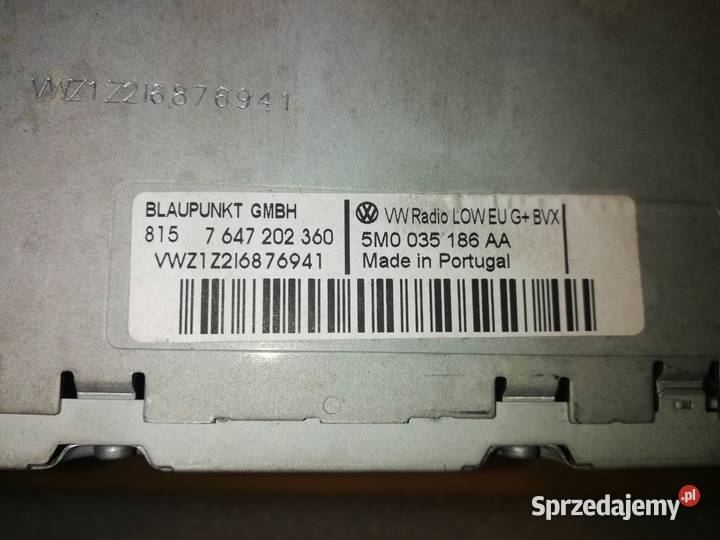 VWZ1Z2I6876941
BLAUPUNKT GMBH
815 7 647 202 360
VWZ1Z2I6876941
VW Radio LOW EU G+ BVX
5M0 035 186 AA
Made in Portugal
Sprzedajemy.pl